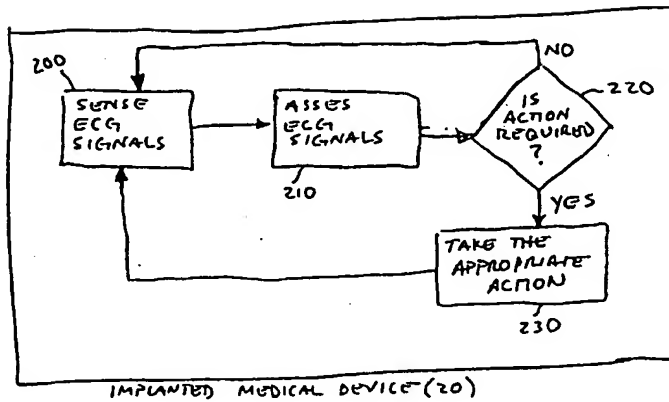 NO
200
220
SENSE
ECG
SIGNALS
ASSES
ECG
SIGNALS
IS
ACTION
REQUIRED
?
210
YES
TAKE THE
APPROPRIATE
ACTION
230
IMPLANTED MEDICAL DEVICE (20)